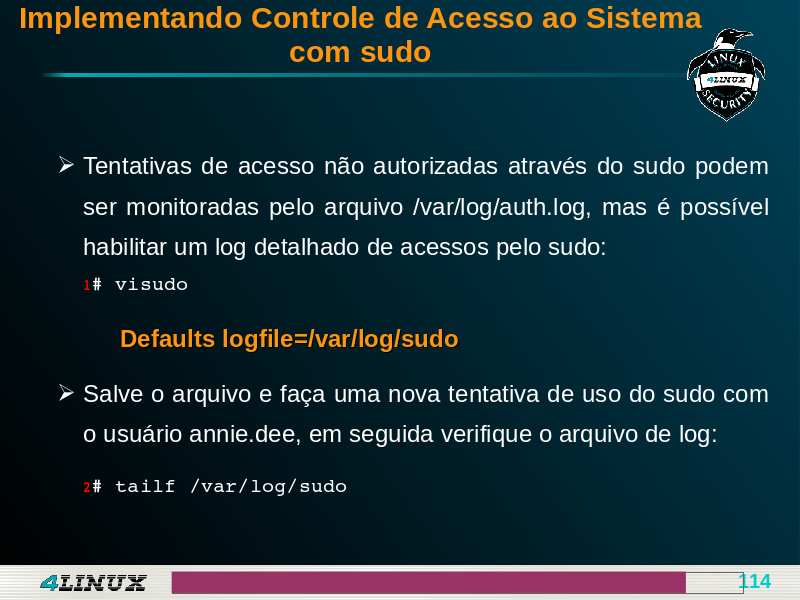 Implementando Controle de Acesso ao Sistema
com sudo
LINUX
4LINUX
SECURITY
Tentativas de acesso não autorizadas através do sudo podem
ser monitoradas pelo arquivo /var/log/auth.log, mas é possível
habilitar um log detalhado de acessos pelo sudo:
1# visudo
Defaults logfile=/var/log/sudo
Salve o arquivo e faça uma nova tentativa de uso do sudo com
o usuário annie.dee, em seguida verifique o arquivo de log:
2# tailf /var/log/sudo
4LINUX
114